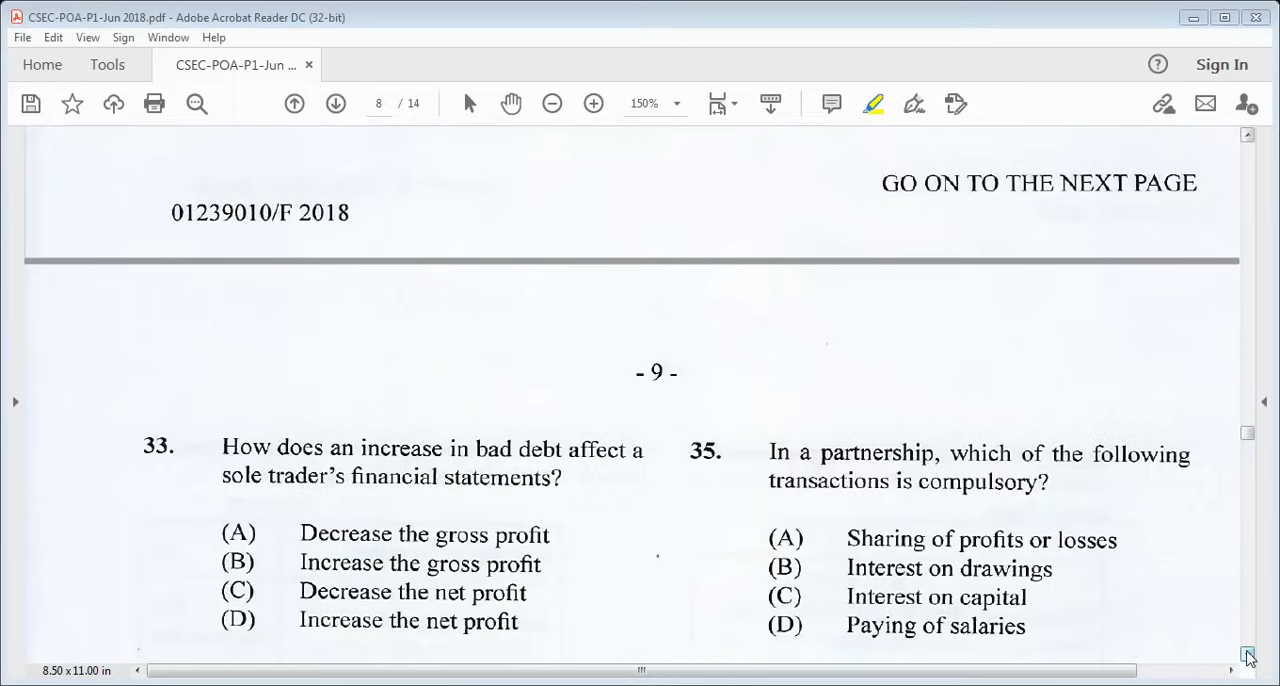 CSEC-POA-P1-Jun 2018.pdf - Adobe Acrobat Reader DC (32-bit)
File Edit View Sign Window Help
Home Tools CSEC-POA-P1-Jun ... × Sign In
8 / 14 150%
GO ON TO THE NEXT PAGE
01239010/F 2018
- 9 -
33. How does an increase in bad debt affect a
sole trader's financial statements?
(A) Decrease the gross profit
(B) Increase the gross profit
(C) Decrease the net profit
(D) Increase the net profit
35. In a partnership, which of the following
transactions is compulsory?
(A) Sharing of profits or losses
(B) Interest on drawings
(C) Interest on capital
(D) Paying of salaries
8.50 x 11.00 in